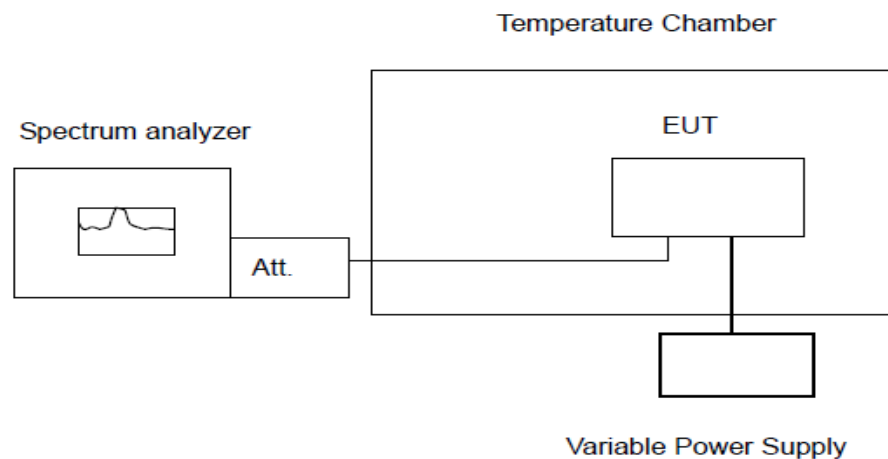 Temperature Chamber
Spectrum analyzer
EUT
Att.
Variable Power Supply